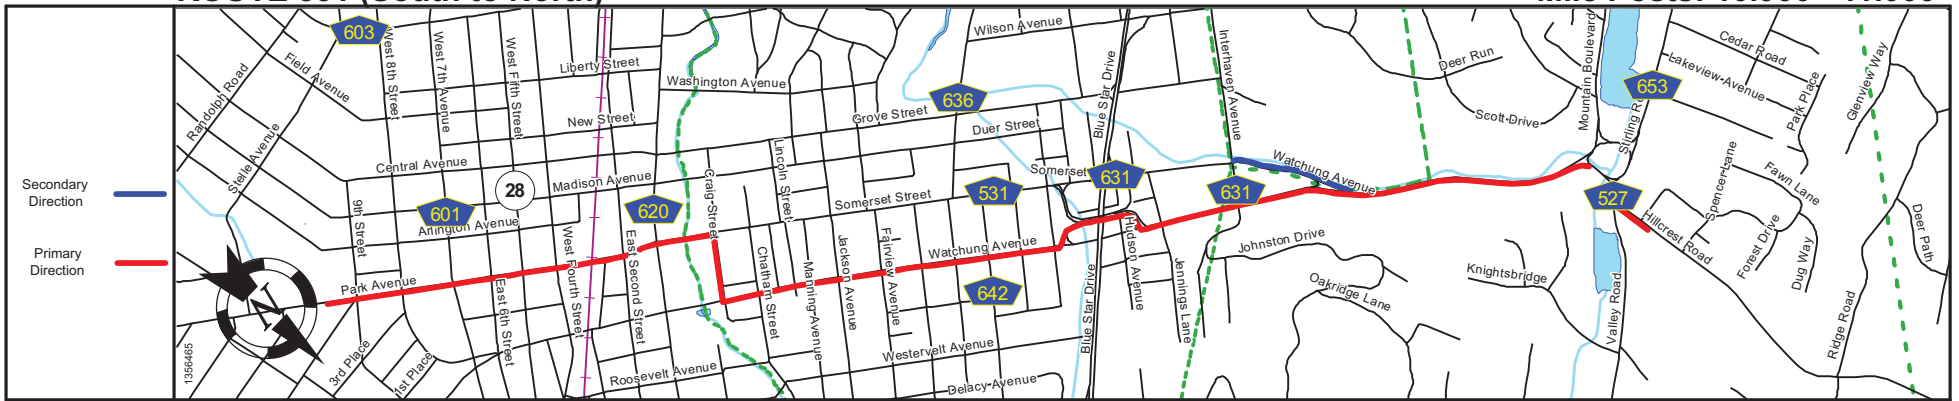 Secondary
Direction
Primary
Direction
603
Randolph Road
Field Avenue
Stelle Avenue
West 8th Street
West 7th Avenue
West Fifth Street
Liberty Street
New Street
Central Avenue
Madison Avenue
28
601
Arlington Avenue
9th Street
Park Avenue
N
1356465
3rd Place
1st Place
East 6th Street
West Fourth Street
East Second Street
620
Roosevelt Avenue
Washington Avenue
Craig Street
Lincoln Street
Chatham Street
Manning Avenue
Jackson Avenue
Fairview Avenue
Grove Street
Somerset Street
Watchung Avenue
Westervelt Avenue
Delacy Avenue
Wilson Avenue
636
Duer Street
531
642
Somerset
631
Blue Star Drive
Blue Star Drive
Hudson Avenue
Jennings Lane
Interhaven Avenue
631
Watchung Avenue
Johnston Drive
Oakridge Lane
Deer Run
Scott Drive
Knightsbridge
Mountain Boulevard
653
527
Valley Road
Hillcrest Road
Cedar Road
Lakeview Avenue
Park Place
Glenview Way
Spencer Lane
Fawn Lane
Forest Drive
Dug Way
Ridge Road
Deer Path